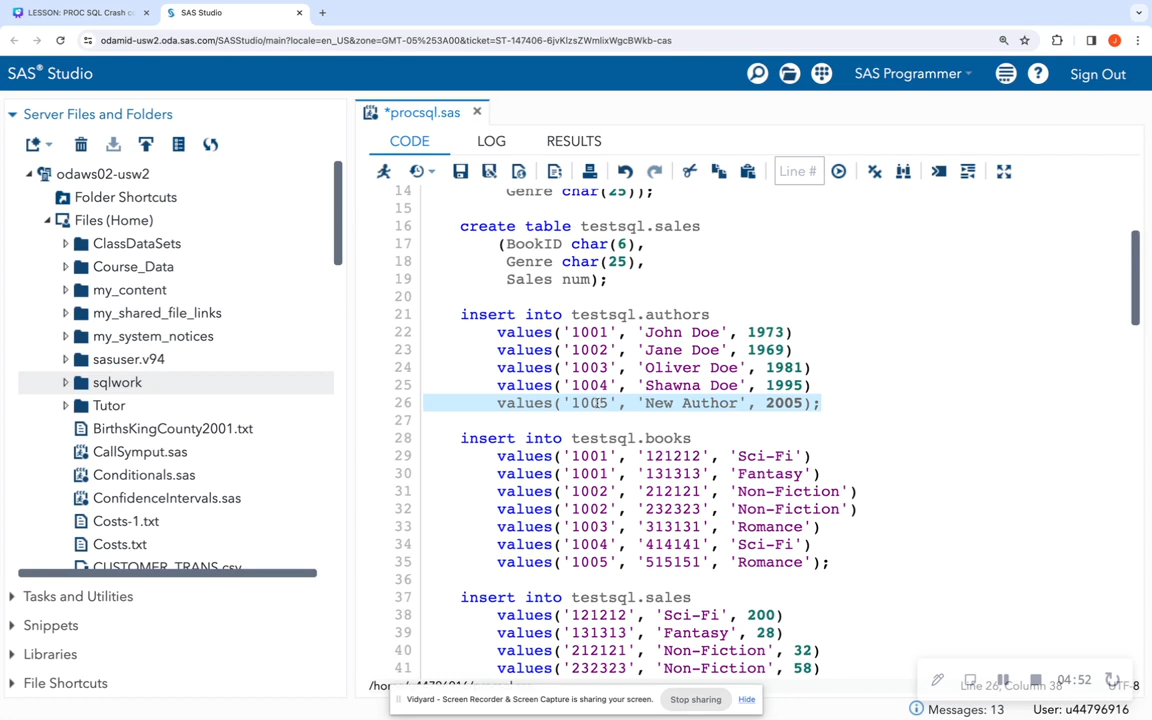 LESSON: PROC SQL Crash c
SAS Studio
odamid-usw2.oda.sas.com/SASStudio/main?locale=en_US&zone=GMT-05%253A00&ticket=ST-147406-6jvKIzsZWmlixWgcBWkb-cas
SAS® Studio
SAS Programmer
Sign Out
Server Files and Folders
odaws02-usw2
Folder Shortcuts
Files (Home)
ClassDataSets
Course_Data
my_content
my_shared_file_links
my_system_notices
sasuser.v94
sqlwork
Tutor
BirthsKingCounty2001.txt
CallSymput.sas
Conditionals.sas
ConfidenceIntervals.sas
Costs-1.txt
Costs.txt
CUSTOMER_TRANS.csv
Tasks and Utilities
Snippets
Libraries
File Shortcuts
*procsql.sas
CODE LOG RESULTS
Line #
14 Genre char(25));
15
16 create table testsql.sales
17 (BookID char(6),
18 Genre char(25),
19 Sales num);
20
21 insert into testsql.authors
22 values('1001', 'John Doe', 1973)
23 values('1002', 'Jane Doe', 1969)
24 values('1003', 'Oliver Doe', 1981)
25 values('1004', 'Shawna Doe', 1995)
26 values('1005', 'New Author', 2005);
27
28 insert into testsql.books
29 values('1001', '121212', 'Sci-Fi')
30 values('1001', '131313', 'Fantasy')
31 values('1002', '212121', 'Non-Fiction')
32 values('1002', '232323', 'Non-Fiction')
33 values('1003', '313131', 'Romance')
34 values('1004', '414141', 'Sci-Fi')
35 values('1005', '515151', 'Romance');
36
37 insert into testsql.sales
38 values('121212', 'Sci-Fi', 200)
39 values('131313', 'Fantasy', 28)
40 values('212121', 'Non-Fiction', 32)
41 values('232323', 'Non-Fiction', 58)
04:52
Line 26, Column 38
Vidyard - Screen Recorder & Screen Capture is sharing your screen.
Stop sharing
Hide
Messages: 13
User: u44796916